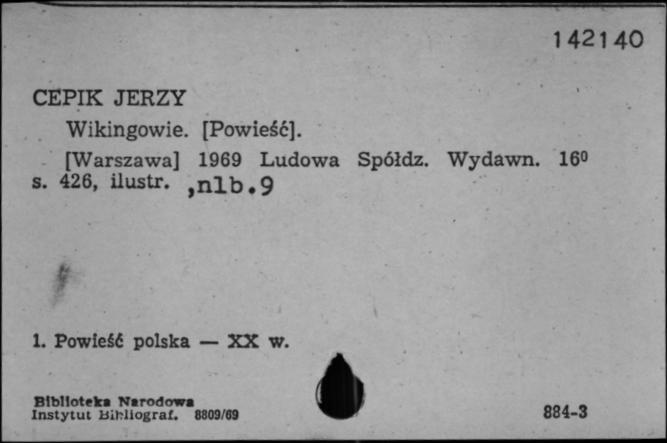 142140
CEPIK JERZY
Wikingowie. [Powieść].
[Warszawa] 1969 Ludowa Spółdz. Wydawn. 16⁰
s. 426, ilustr. ,nlb.9
1. Powieść polska — XX w.
Biblioteka Narodowa
Instytut Bibliograf. 8809/69
884-3